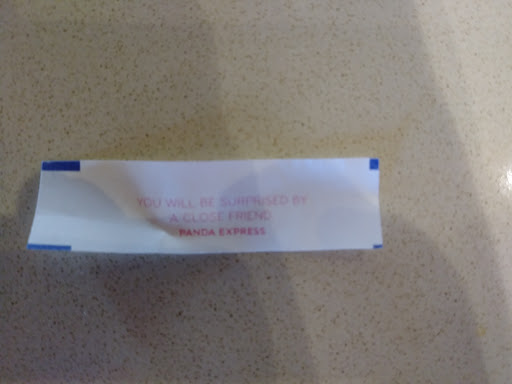 YOU WILL BE SURPRISED BY
A CLOSE FRIEND
PANDA EXPRESS